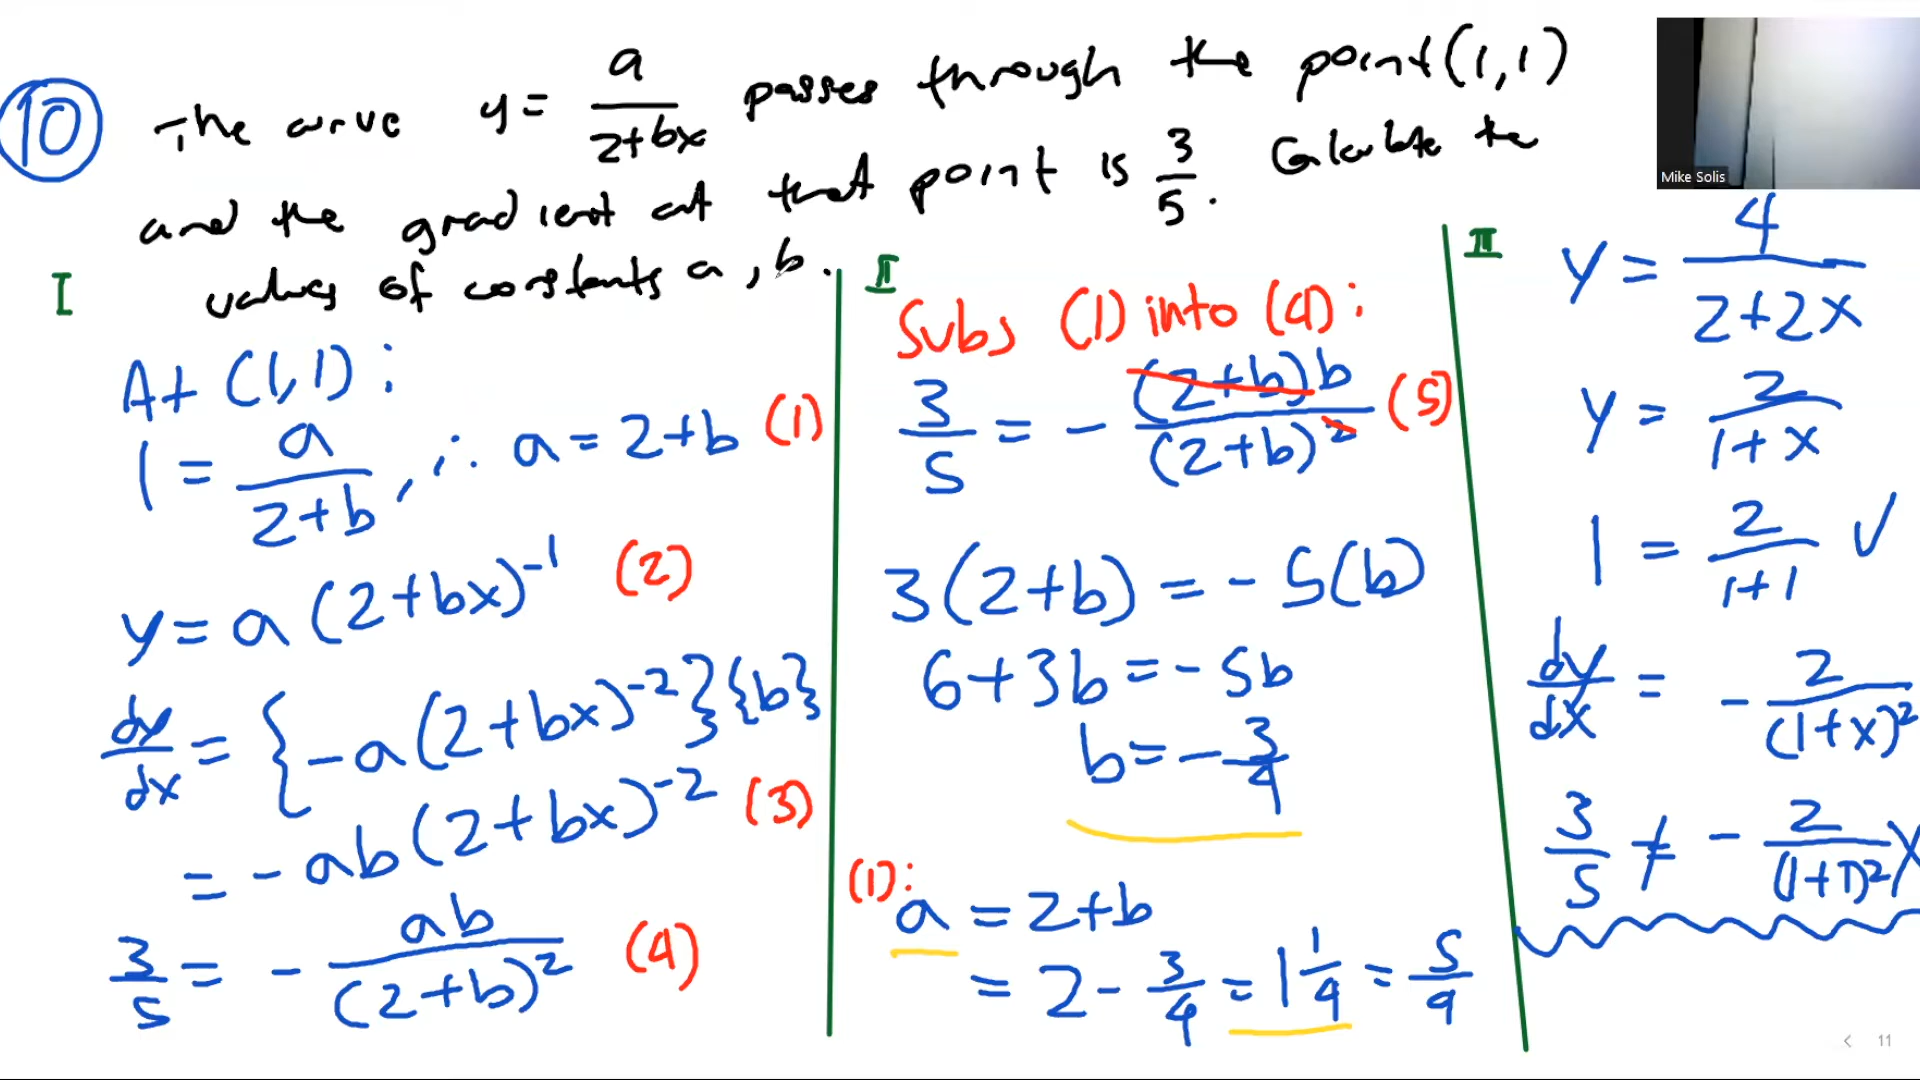 10
The curve y = a/(2+bx) passes through the point (1,1)
and the gradient at that point is 3/5. Calculate the
values of constants a, b.
I
At (1,1):
1 = a/(2+b), ∴ a = 2+b (1)
y = a(2+bx)^-1 (2)
dy/dx = {-a(2+bx)^-2}{b}
= -ab(2+bx)^-2 (3)
3/5 = - ab/(2+b)^2 (4)
II
Subs (1) into (4):
3/5 = - (2+b)b/(2+b)^2 (5)
3(2+b) = -5(b)
6+3b = -5b
b = -3/4
(1):
a = 2+b
= 2 - 3/4 = 1 1/4 = 5/4
II
y = 4/(2+2x)
y = 2/(1+x)
1 = 2/(1+1) ✓
dy/dx = - 2/(1+x)^2
3/5 ≠ - 2/(1+1)^2 X
Mike Solis
< 11